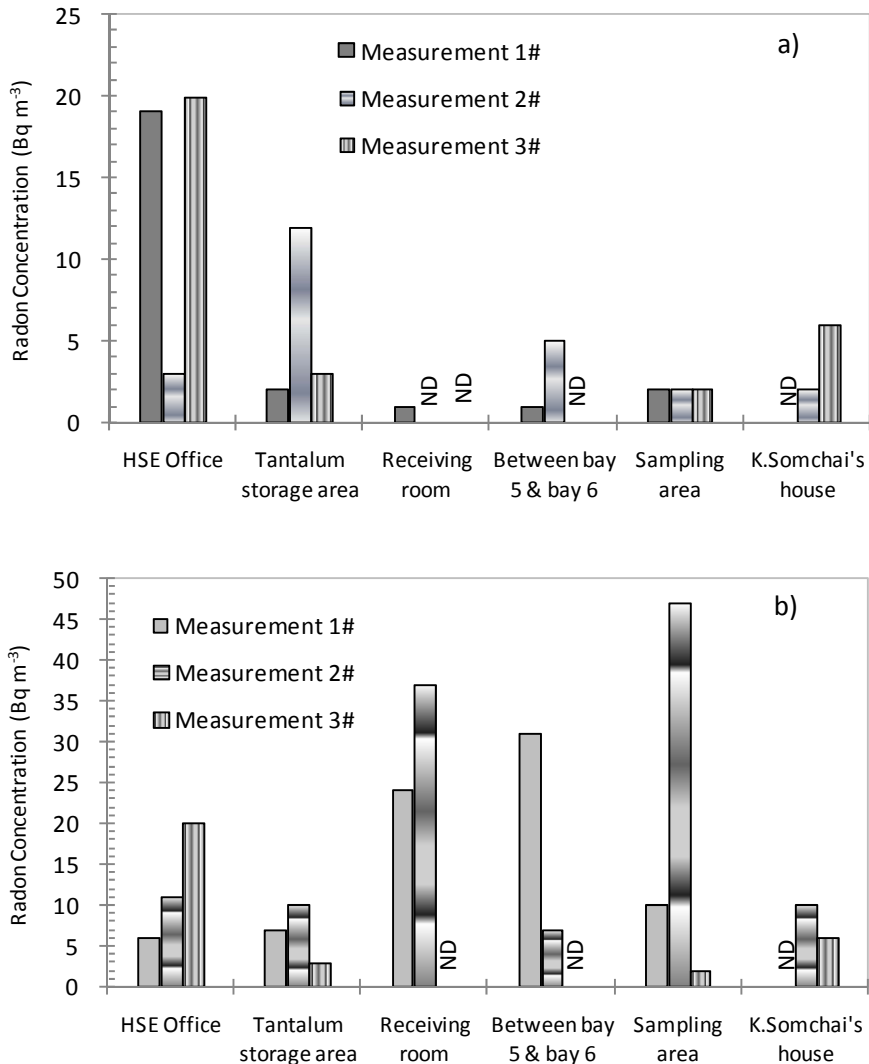 a)
Radon Concentration (Bq m⁻³)
25
20
15
10
5
0
Measurement 1#
Measurement 2#
Measurement 3#
ND
ND
ND
ND
HSE Office
Tantalum
storage area
Receiving
room
Between bay
5 & bay 6
Sampling
area
K.Somchai's
house
b)
Radon Concentration (Bq m⁻³)
50
45
40
35
30
25
20
15
10
5
0
Measurement 1#
Measurement 2#
Measurement 3#
ND
ND
ND
HSE Office
Tantalum
storage area
Receiving
room
Between bay
5 & bay 6
Sampling
area
K.Somchai's
house